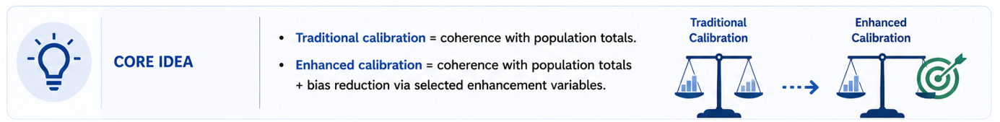 CORE IDEA
• Traditional calibration = coherence with population totals.
• Enhanced calibration = coherence with population totals
+ bias reduction via selected enhancement variables.
Traditional
Calibration
Enhanced
Calibration